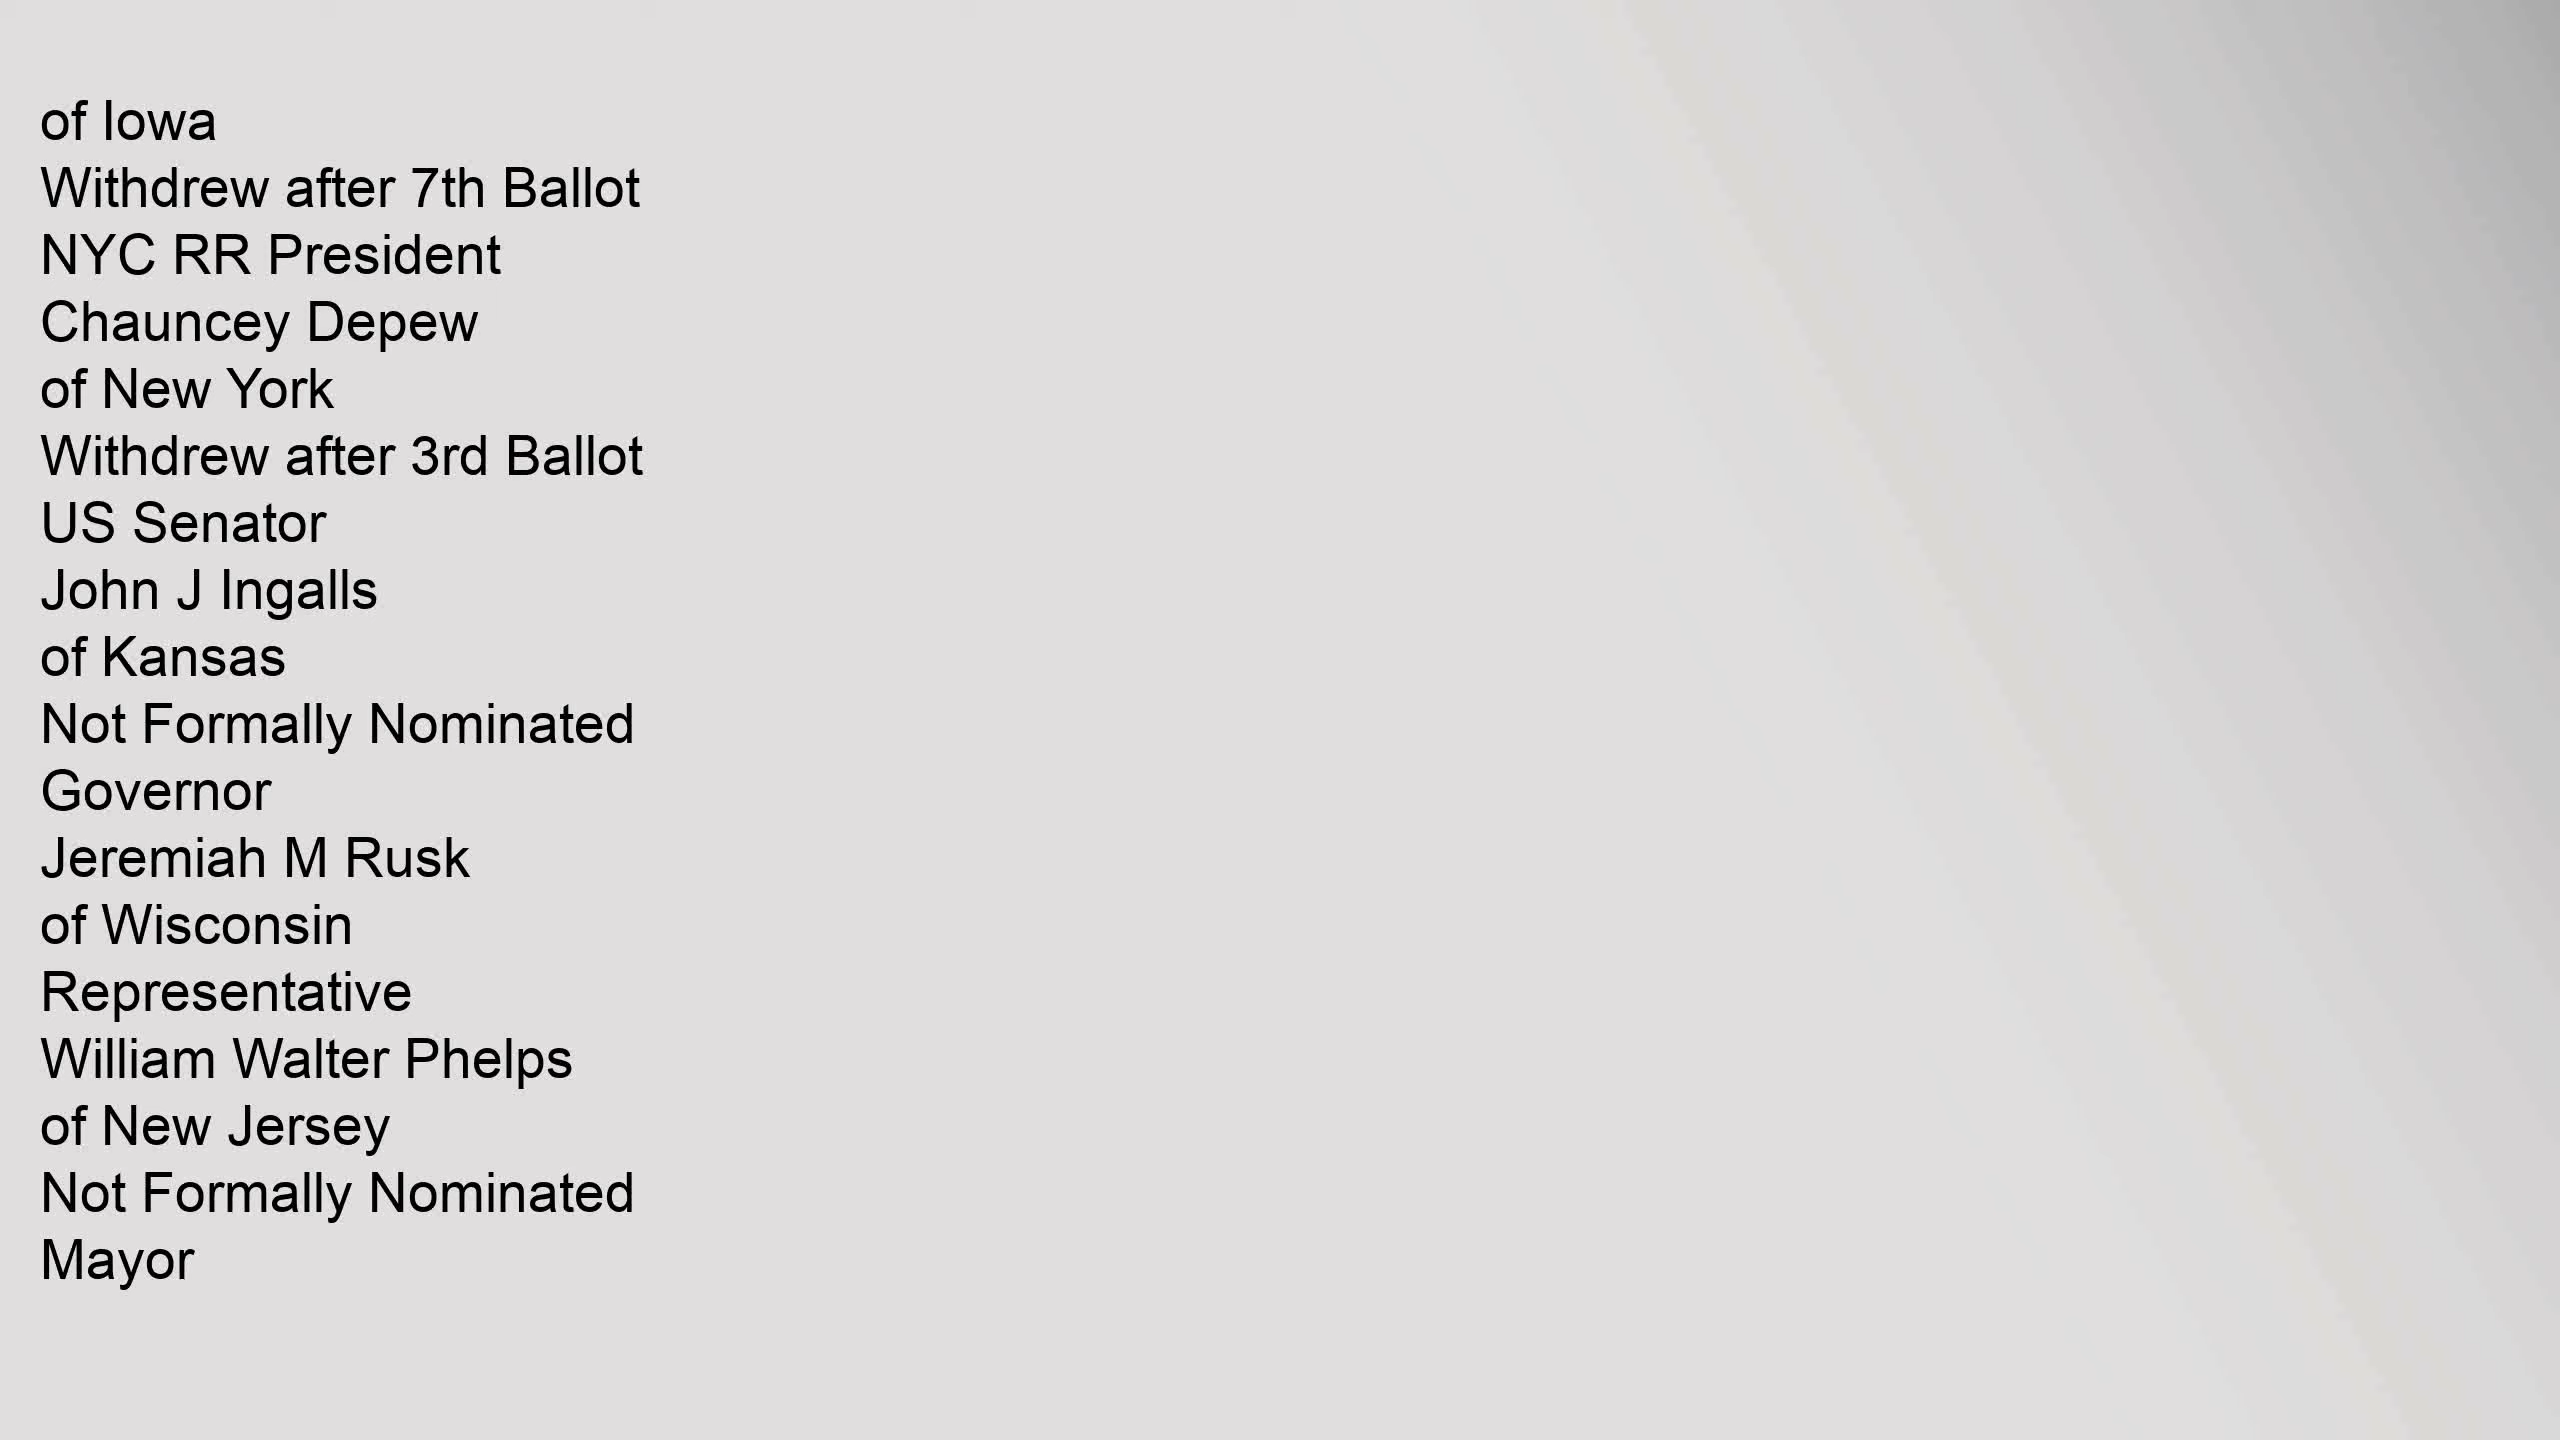 of Iowa
Withdrew after 7th Ballot
NYC RR President
Chauncey Depew
of New York
Withdrew after 3rd Ballot
US Senator
John J Ingalls
of Kansas
Not Formally Nominated
Governor
Jeremiah M Rusk
of Wisconsin
Representative
William Walter Phelps
of New Jersey
Not Formally Nominated
Mayor